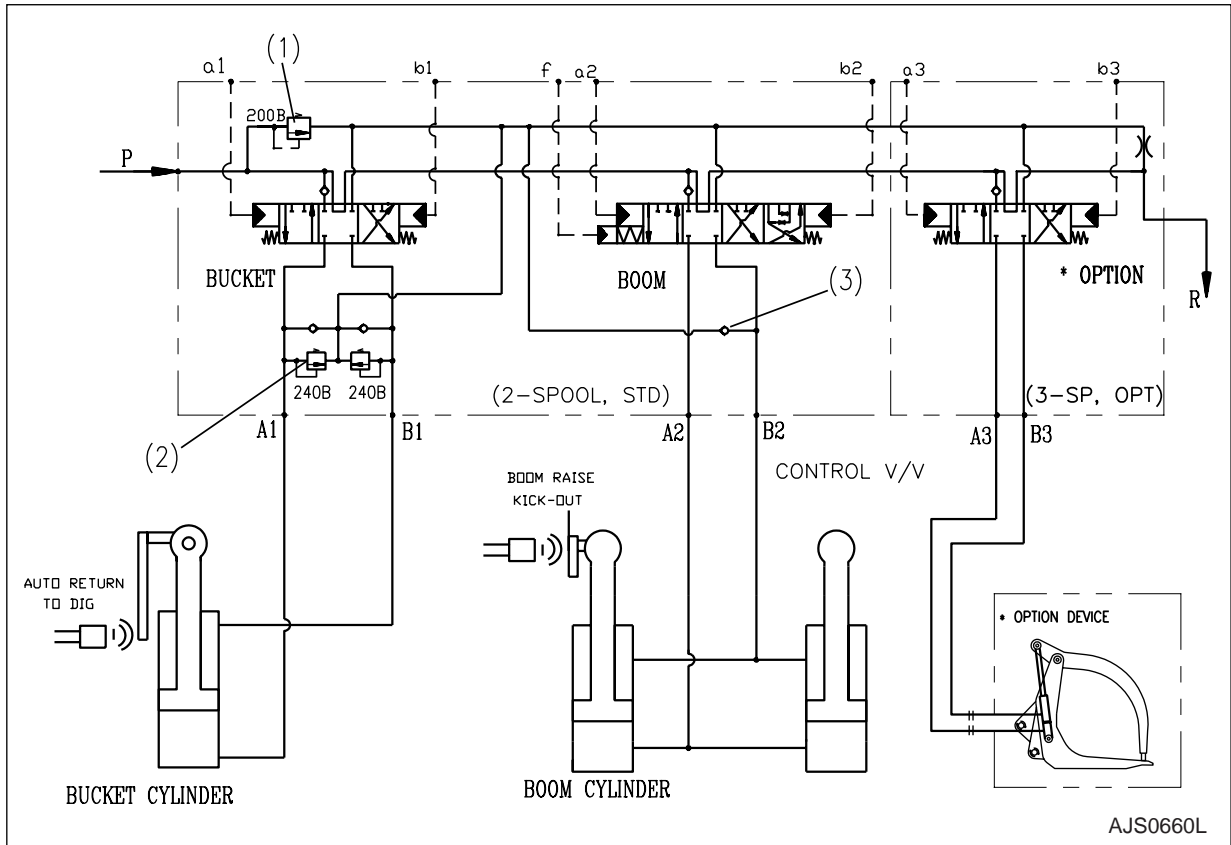 (1)
a1
b1
f
a2
b2
a3
b3
200B
P
BUCKET
BOOM
* OPTION
R
(3)
240B
240B
(2-SPOOL, STD)
(3-SP, OPT)
A1
B1
A2
B2
A3
B3
(2)
CONTROL V/V
BOOM RAISE
KICK-OUT
AUTO RETURN
TO DIG
* OPTION DEVICE
BUCKET CYLINDER
BOOM CYLINDER
AJS0660L